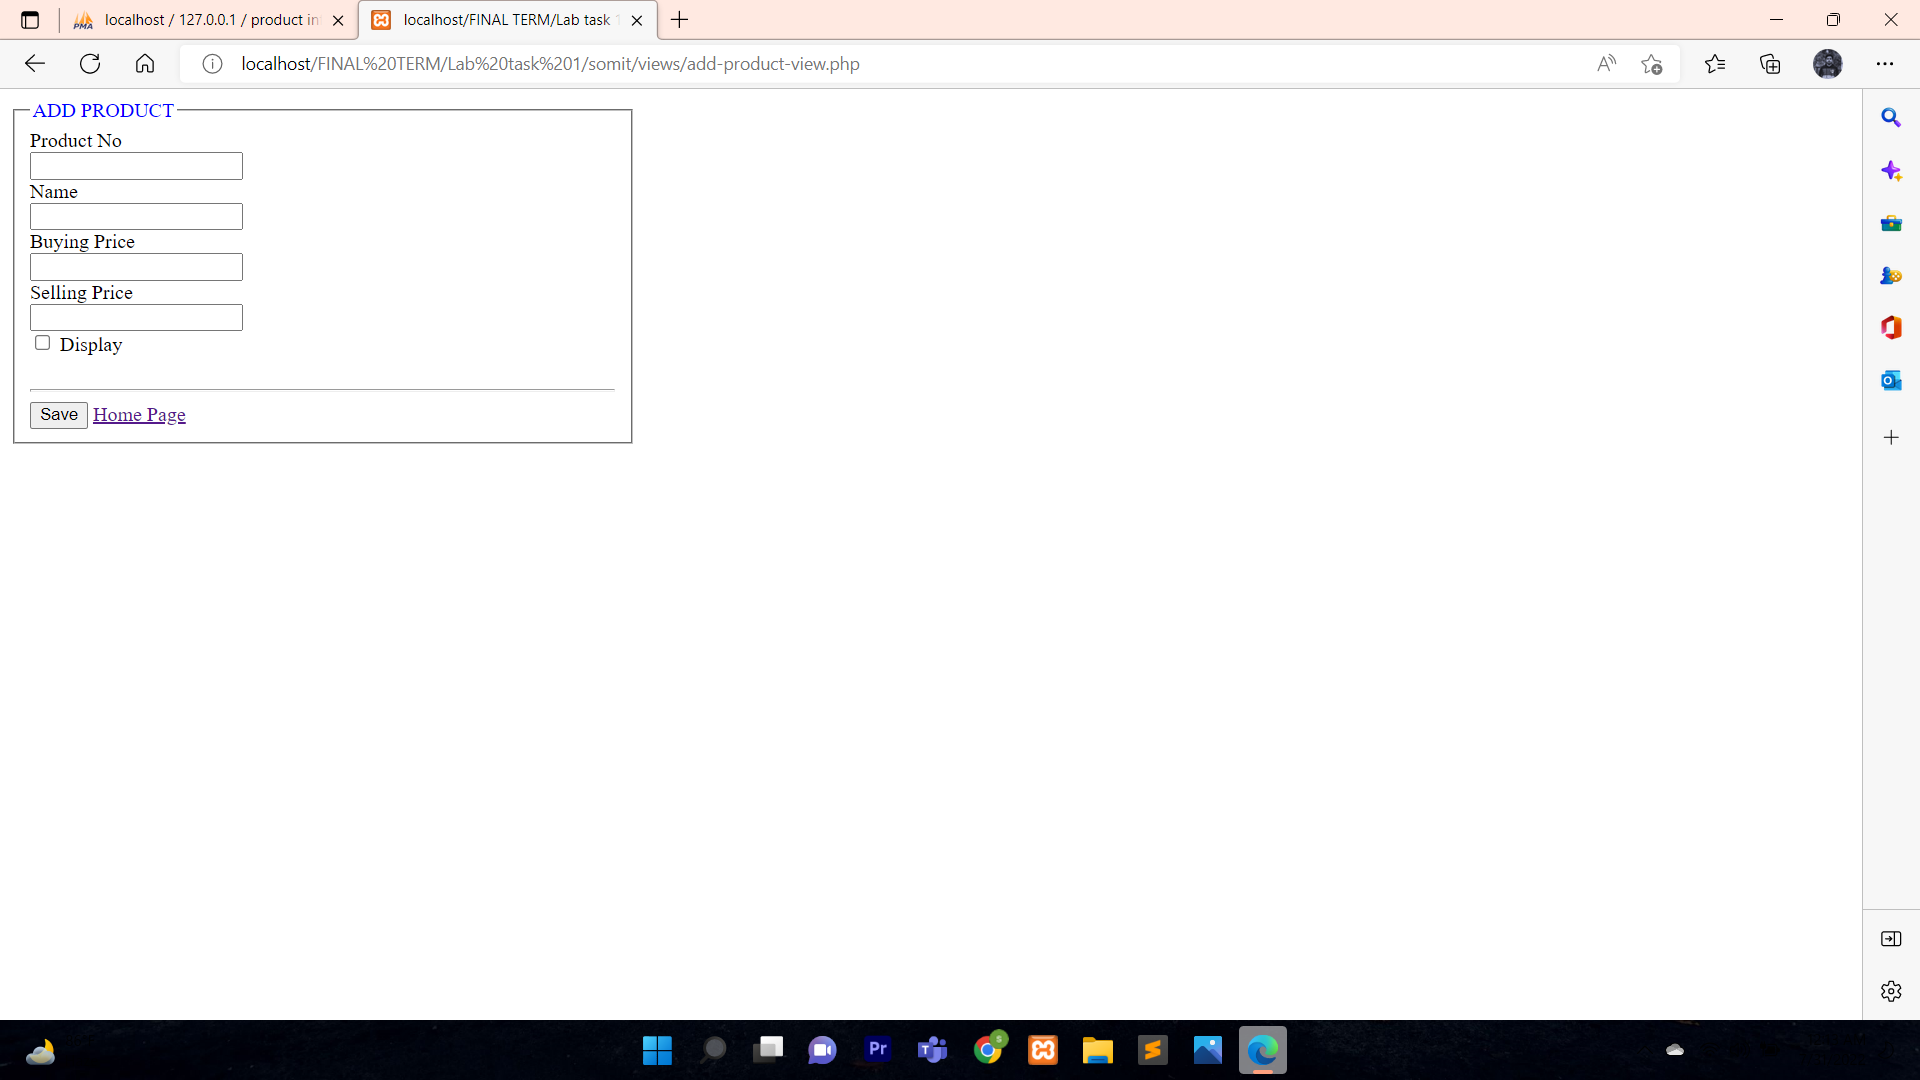 localhost / 127.0.0.1 / product in
localhost/FINAL TERM/Lab task 1
localhost/FINAL%20TERM/Lab%20task%201/somit/views/add-product-view.php
ADD PRODUCT
Product No
Name
Buying Price
Selling Price
Display
Save Home Page